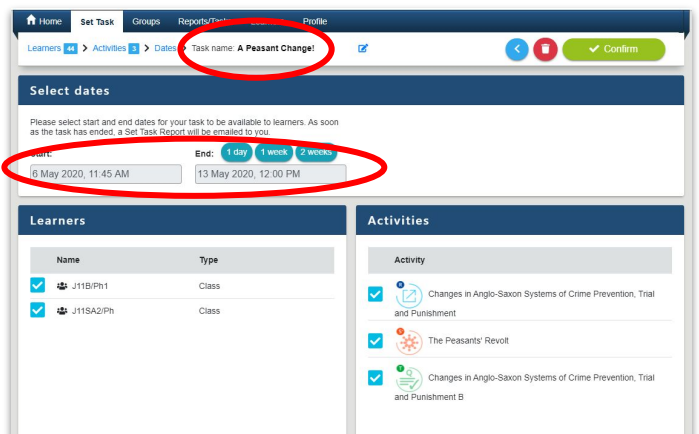 Home Set Task Groups Reports/Tasks Profile
Learners 44 > Activities 3 > Dates > Task name: A Peasant Change!
Confirm
Select dates
Please select start and end dates for your task to be available to learners. As soon
as the task has ended, a Set Task Report will be emailed to you.
Start: End: 1 day 1 week 2 weeks
6 May 2020, 11.45 AM 13 May 2020, 12:00 PM
Learners
Name Type
J11B/Ph1 Class
J11SA2/Ph Class
Activities
Activity
R
Changes in Anglo-Saxon Systems of Crime Prevention, Trial
and Punishment
The Peasants' Revolt
T
Changes in Anglo-Saxon Systems of Crime Prevention, Trial
and Punishment B